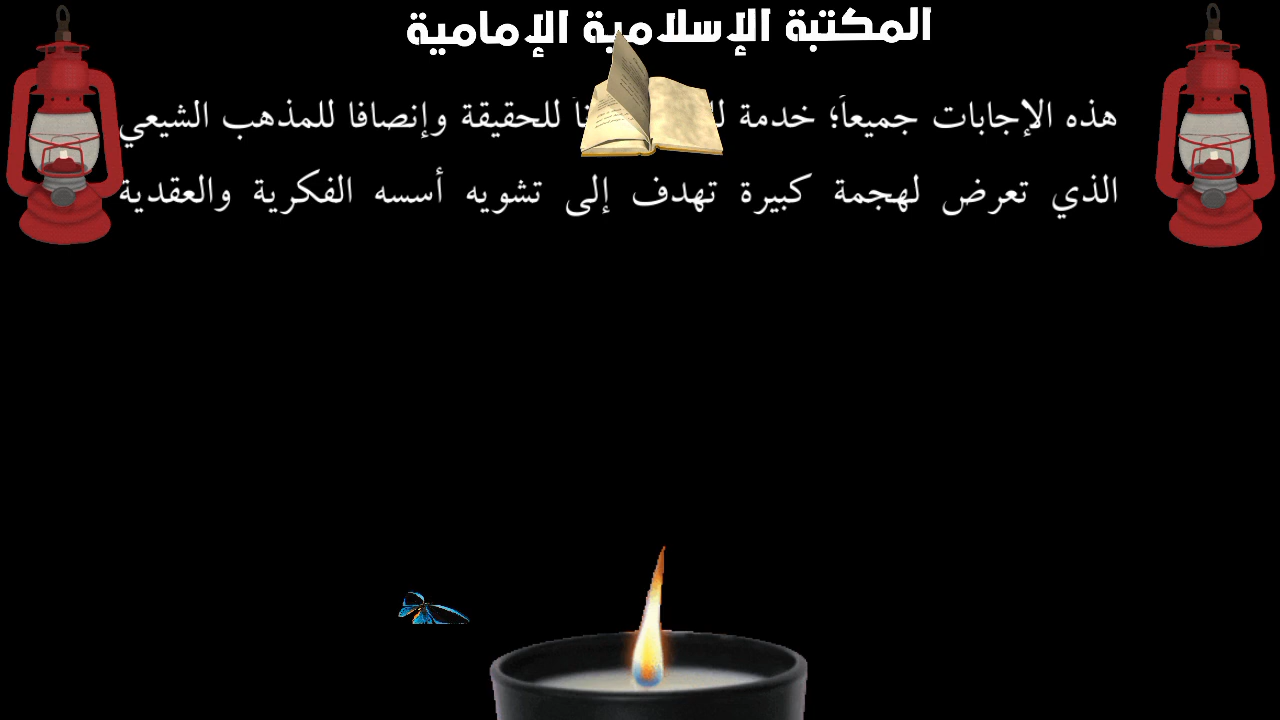 المكتبة الإسلامية الإمامية
هذه الإجابات جميعاً؛ خدمة للحقيقة وإنصافا للمذهب الشيعي
الذي تعرض لهجمة كبيرة تهدف إلى تشويه أسسه الفكرية والعقدية